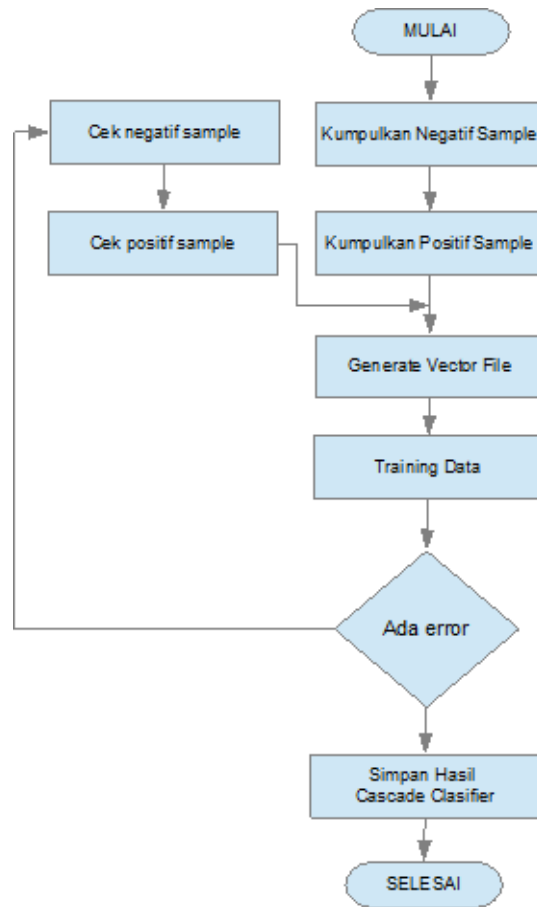 MULAI
Cek negatif sample
Kumpulkan Negatif Sample
Cek positif sample
Kumpulkan Positif Sample
Generate Vector File
Training Data
Ada error
Simpan Hasil
Cascade Clasifier
SELESAI